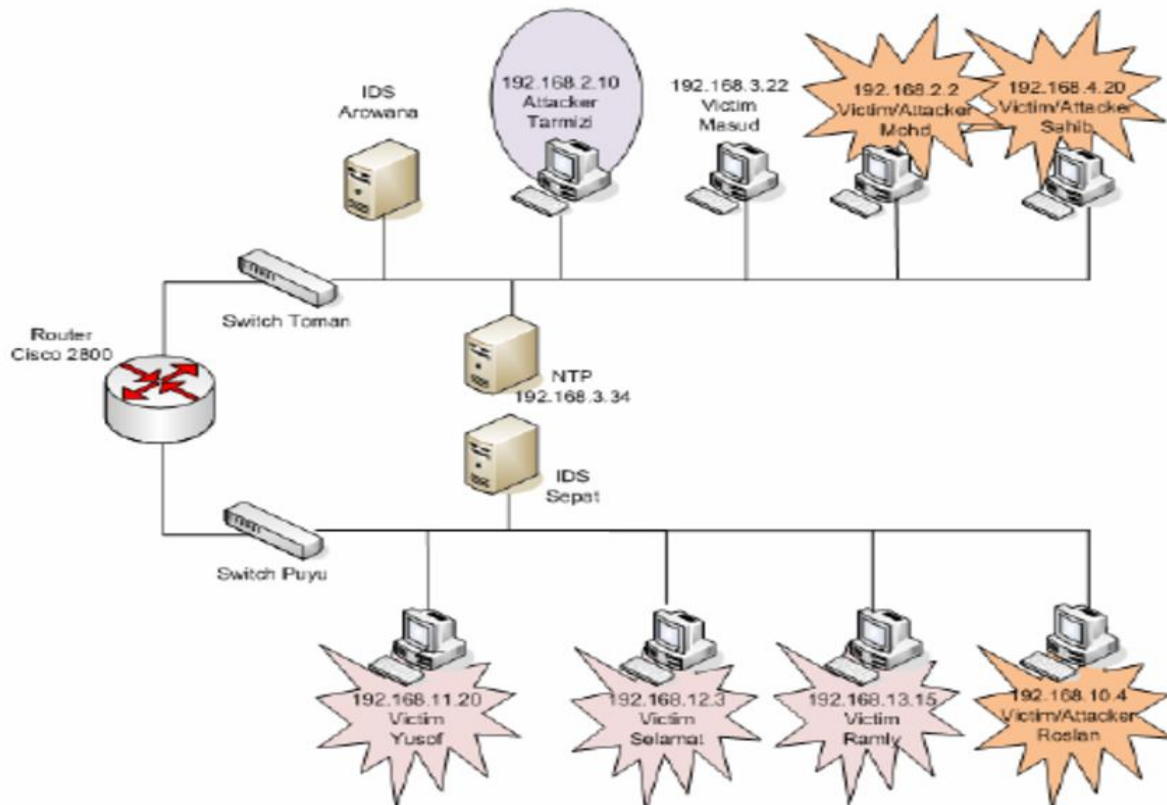 IDS
Arowana
192.168.2.10
Attacker
Tarmizi
192.168.3.22
Victim
Masud
192.168.2.2
Victim/Attacker
Mohd
192.168.4.20
Victim/Attacker
Sahib
Switch Toman
Router
Cisco 2800
NTP
192.168.3.34
IDS
Sepat
Switch Puyu
192.168.11.20
Victim
Yusof
192.168.12.3
Victim
Selamat
192.168.13.15
Victim
Ramly
192.168.10.4
Victim/Attacker
Roslan